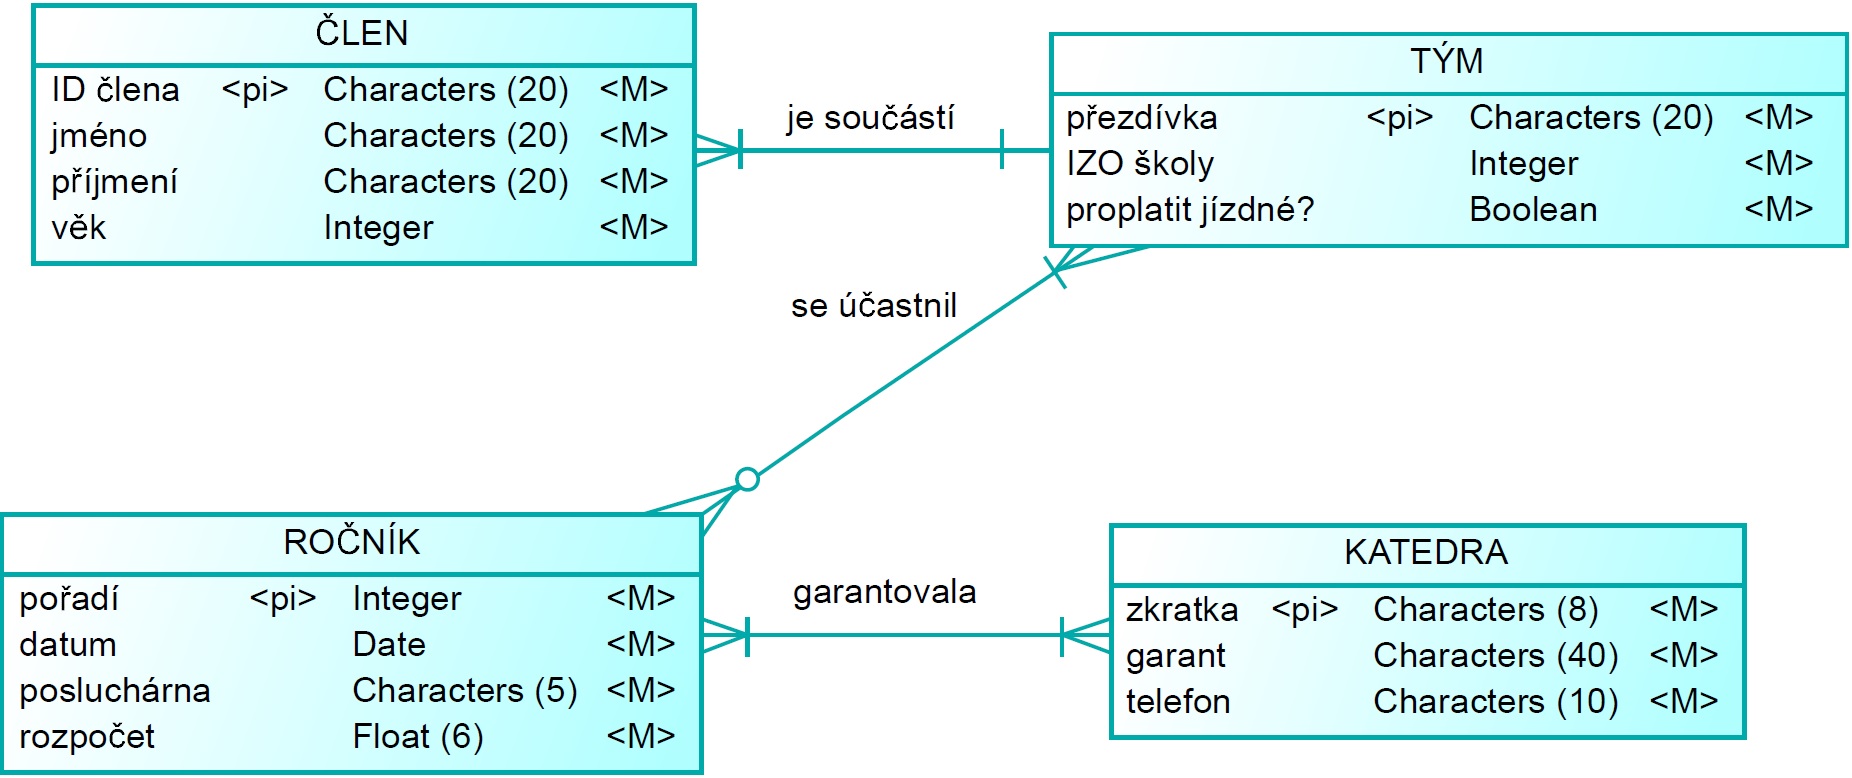 ČLEN
ID člena <pi> Characters (20) <M>
jméno Characters (20) <M>
příjmení Characters (20) <M>
věk Integer <M>
je součástí
TÝM
přezdívka <pi> Characters (20) <M>
IZO školy Integer <M>
proplatit jízdné? Boolean <M>
se účastnil
ROČNÍK
pořadí <pi> Integer <M>
datum Date <M>
posluchárna Characters (5) <M>
rozpočet Float (6) <M>
garantovala
KATEDRA
zkratka <pi> Characters (8) <M>
garant Characters (40) <M>
telefon Characters (10) <M>